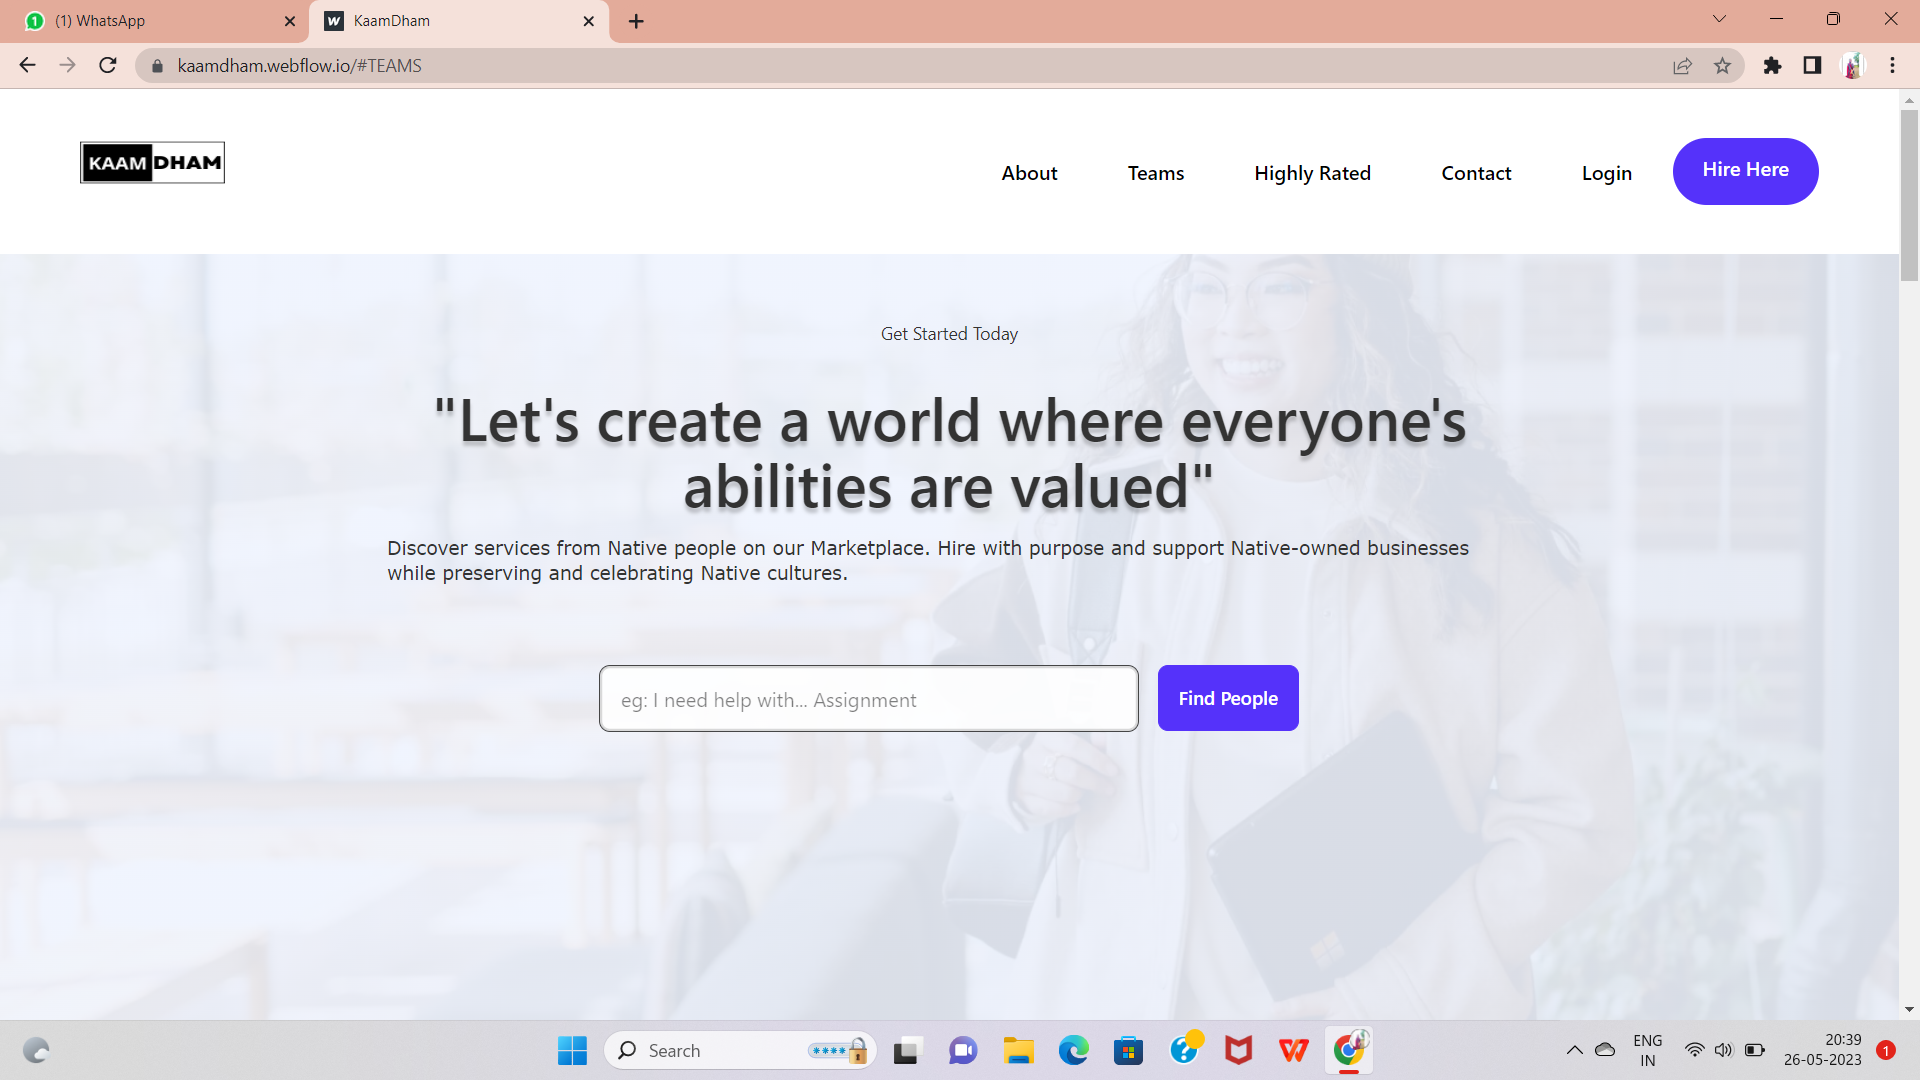 (1) WhatsApp
KaamDham
kaamdham.webflow.io/#TEAMS
KAAM DHAM
About Teams Highly Rated Contact Login Hire Here
Get Started Today
"Let's create a world where everyone's
abilities are valued"
Discover services from Native people on our Marketplace. Hire with purpose and support Native-owned businesses
while preserving and celebrating Native cultures.
eg: I need help with... Assignment
Find People
Search
ENG
IN
20:39
26-05-2023
1